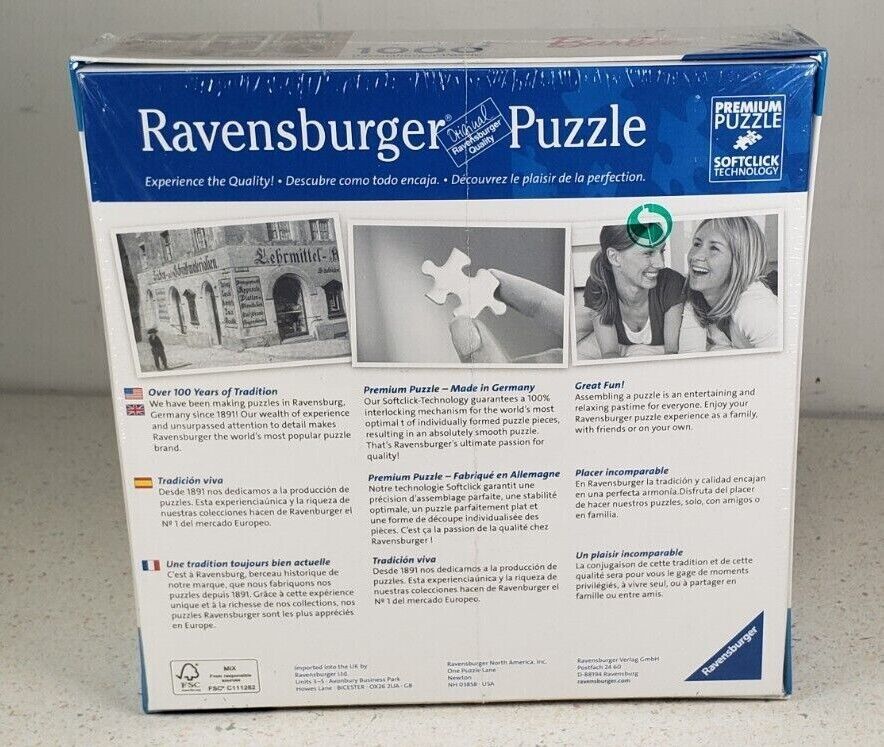 1000
Ravensburger® Original Ravensburger Quality Puzzle
PREMIUM
PUZZLE
SOFTCLICK
TECHNOLOGY
Experience the Quality! • Descubre como todo encaja. • Découvrez le plaisir de la perfection.
Lehrmittel-
Over 100 Years of Tradition
We have been making puzzles in Ravensburg,
Germany since 1891! Our wealth of experience
and unsurpassed attention to detail makes
Ravensburger the world's most popular puzzle
brand.
Premium Puzzle – Made in Germany
Our Softclick-Technology guarantees a 100%
interlocking mechanism for the world's most
optimal t of individually formed puzzle pieces,
resulting in an absolutely smooth puzzle.
That's Ravensburger's ultimate passion for
quality!
Great Fun!
Assembling a puzzle is an entertaining and
relaxing pastime for everyone. Enjoy your
Ravensburger puzzle experience as a family,
with friends or on your own.
Tradición viva
Desde 1891 nos dedicamos a la producción de
puzzles. Esta experienciaúnica y la riqueza de
nuestras colecciones hacen de Ravenburger el
Nº 1 del mercado Europeo.
Premium Puzzle – Fabriqué en Allemagne
Notre technologie Softclick garantit une
précision d'assemblage parfaite, une stabilité
optimale, un puzzle parfaitement plat et
une forme de découpe individualisée des
pièces. C'est ça la passion de la qualité chez
Ravensburger !
Placer incomparable
En Ravensburger la tradición y calidad encajan
en una perfecta armonía.Disfruta del placer
de hacer nuestros puzzles, solo, con amigos o
en familia.
Une tradition toujours bien actuelle
C'est à Ravensburg, berceau historique de
notre marque, que nous fabriquons nos
puzzles depuis 1891. Grâce à cette expérience
unique et à la richesse de nos collections, nos
puzzles Ravensburger sont les plus appréciés
en Europe.
Tradición viva
Desde 1891 nos dedicamos a la producción de
puzzles. Esta experienciaúnica y la riqueza de
nuestras colecciones hacen de Ravenburger el
Nº 1 del mercado Europeo.
Un plaisir incomparable
La conjugaison de cette tradition et de cette
qualité sera pour vous le gage de moments
privilégiés, à vivre seul, ou à partager en
famille ou entre amis.
FSC
MIX
From responsible
sources
FSC® C111262
Imported into the UK by
Ravensburger Ltd.
Units 3-5 · Avonbury Business Park
Howes Lane · BICESTER · OX26 2UA · GB
Ravensburger North America, Inc.
One Puzzle Lane
Newton
NH 03858 · USA
Ravensburger Verlag GmbH
Postfach 24 60
D-88194 Ravensburg
ravensburger.com
Ravensburger